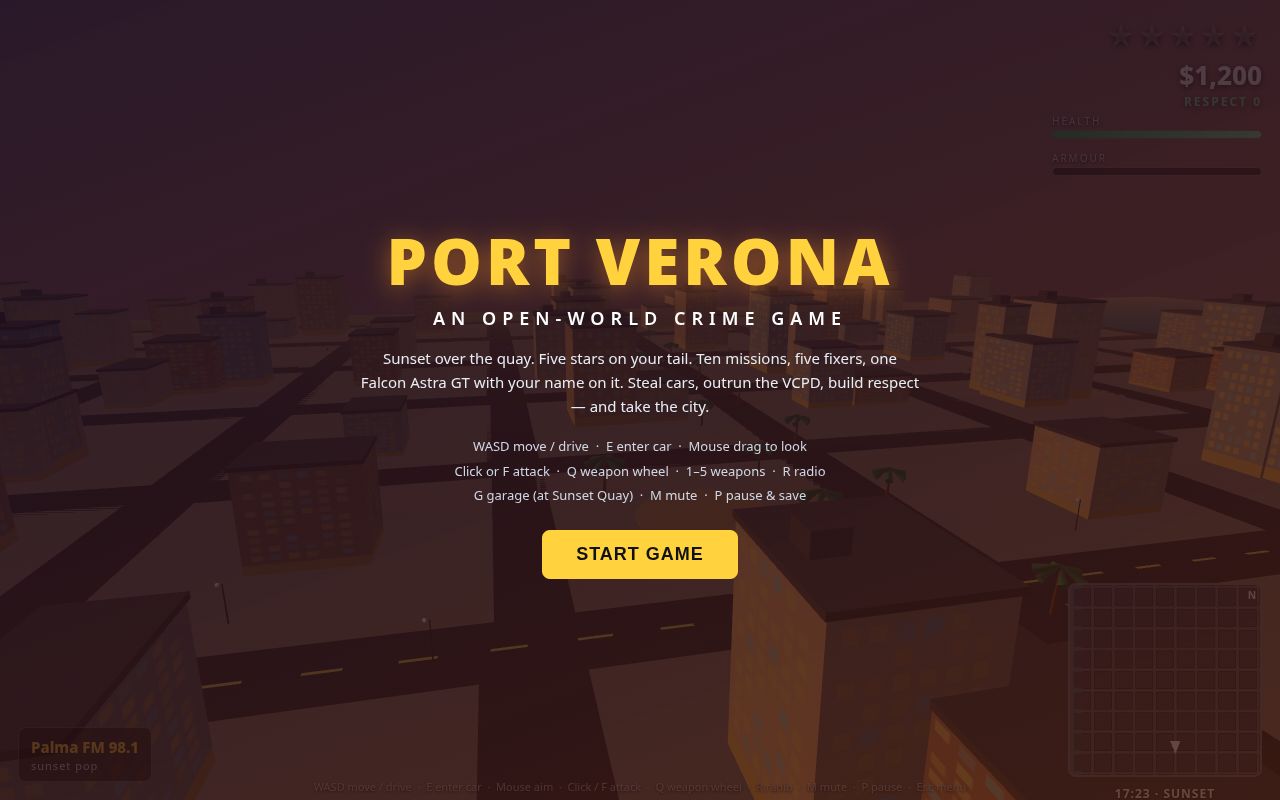 ★ ★ ★ ★ ★
$1,200
RESPECT 0
HEALTH
ARMOUR
PORT VERONA
AN OPEN-WORLD CRIME GAME
Sunset over the quay. Five stars on your tail. Ten missions, five fixers, one
Falcon Astra GT with your name on it. Steal cars, outrun the VCPD, build respect
— and take the city.
WASD move / drive · E enter car · Mouse drag to look
Click or F attack · Q weapon wheel · 1–5 weapons · R radio
G garage (at Sunset Quay) · M mute · P pause & save
START GAME
N
Palma FM 98.1
sunset pop
WASD move / drive · E enter car · Mouse aim · Click / F attack · Q weapon wheel · R radio · M mute · P pause · Esc menu
17:23 · SUNSET